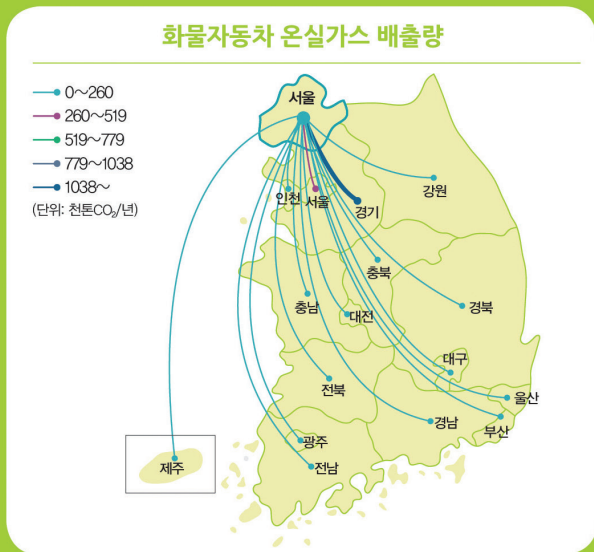 화물자동차 온실가스 배출량
0~260
260~519
519~779
779~1038
1038~
(단위: 천톤CO₂/년)
서울
인천
서울
경기
강원
충북
충남
대전
경북
대구
전북
울산
경남
부산
광주
전남
제주